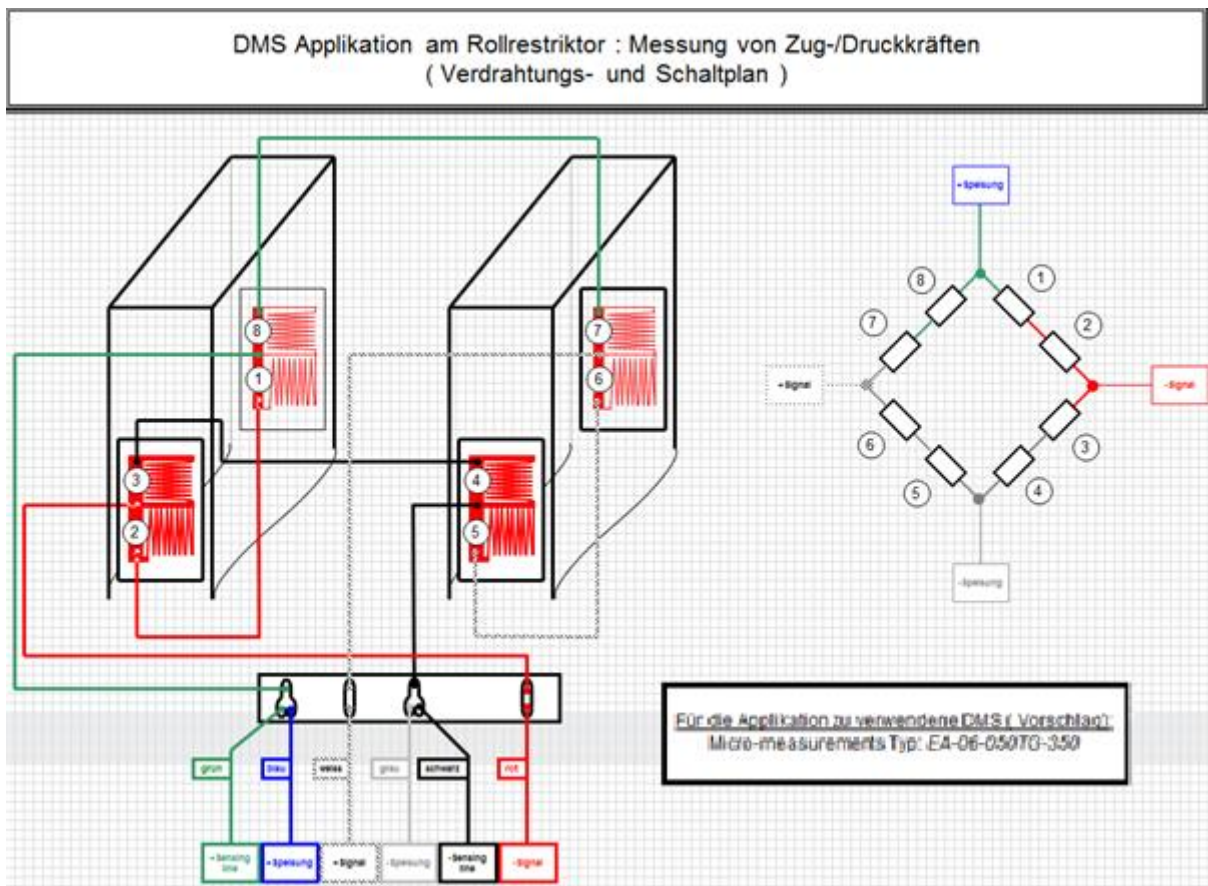 DMS Applikation am Rollrestriktor : Messung von Zug-/Druckkräften
( Verdrahtungs- und Schaltplan )
+Speisung
8
1
7
2
+Signal
-Signal
6
3
5
4
-Speisung
8
1
7
6
3
2
4
5
Für die Applikation zu verwendene DMS ( Vorschlag):
Micro-measurements Typ: EA-06-050TG-350
grün
blau
weiss
grau
schwarz
rot
+Sensing
line
+Speisung
+Signal
-Speisung
-Sensing
line
-Signal